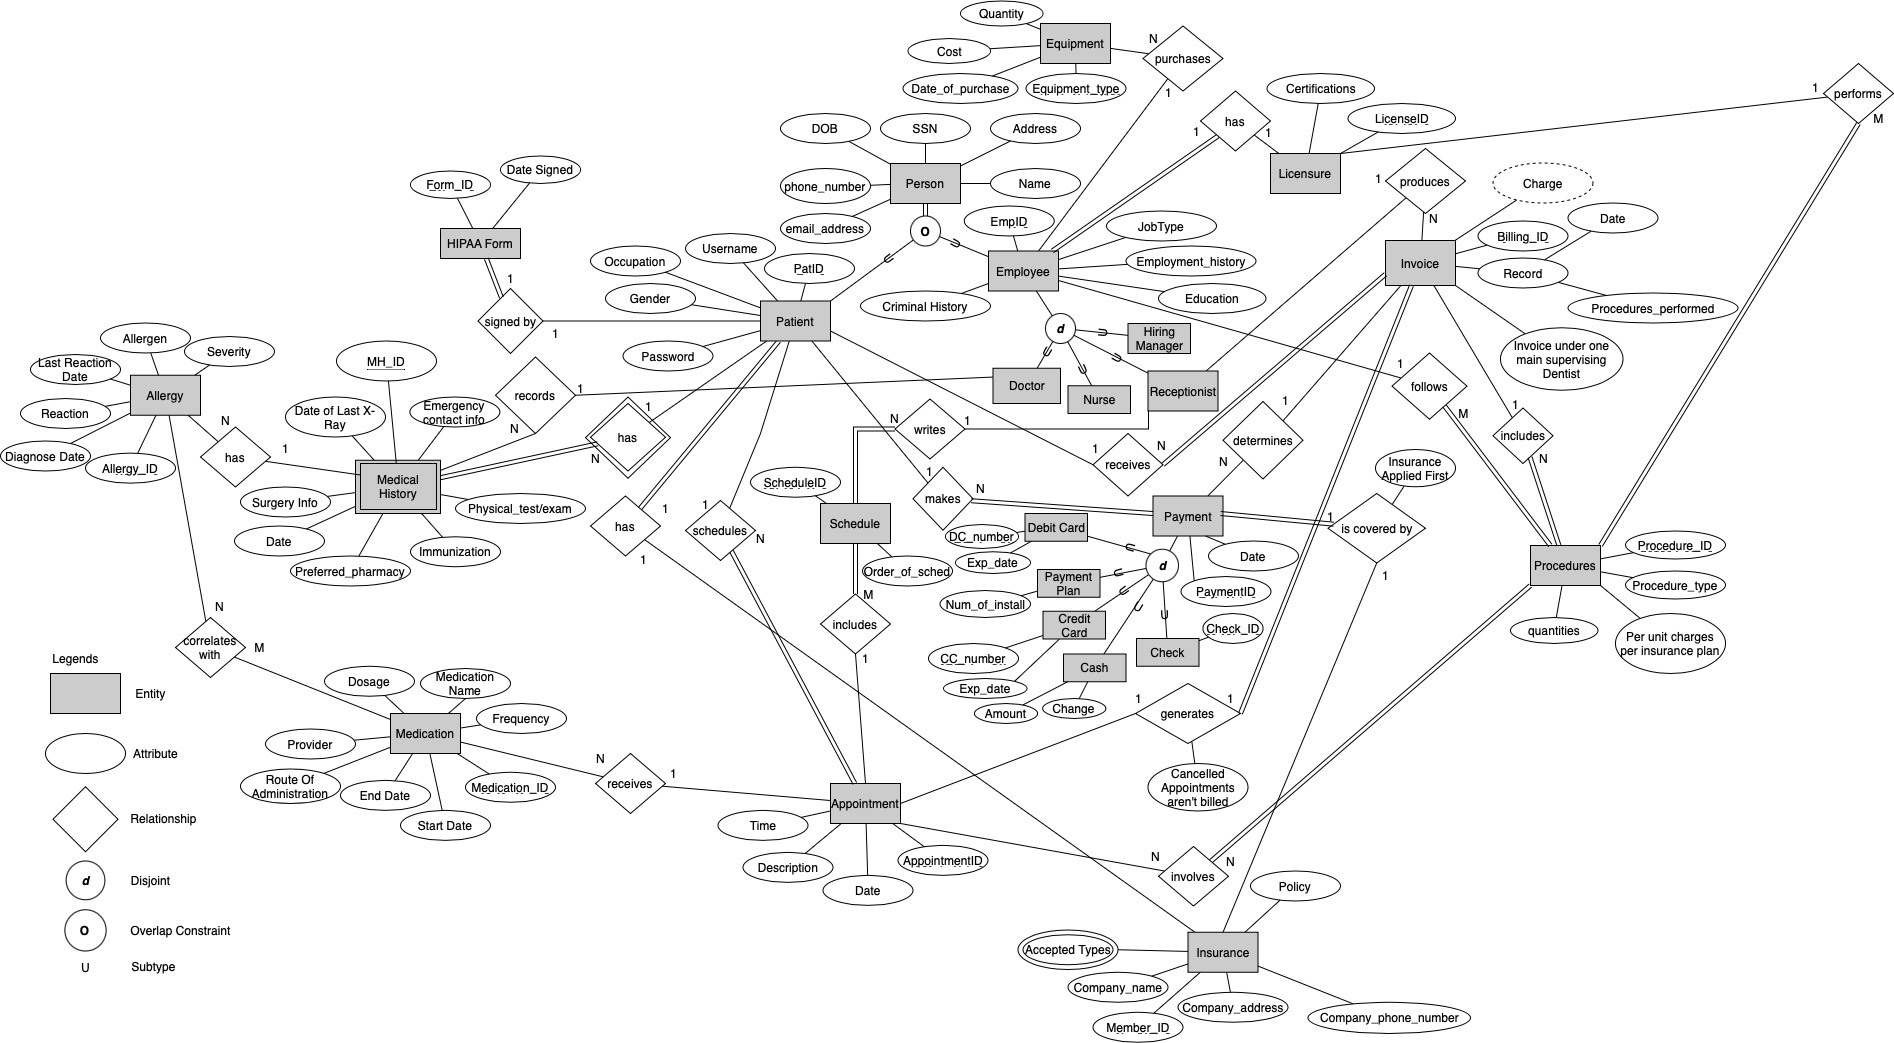 Quantity
Equipment
Cost
Date_of_purchase
Equipment_type
N
purchases
1
Certifications
LicenseID
has
1
1
Licensure
1
performs
M
DOB
SSN
Address
phone_number
Person
Name
email_address
O
U
U
EmpID
JobType
Employee
Employment_history
Education
Criminal History
1
produces
N
Charge
Date
Billing_ID
Invoice
Record
Procedures_performed
Invoice under one
main supervising
Dentist
Form_ID
Date Signed
HIPAA Form
1
signed by
1
Username
Occupation
PatID
Gender
Patient
Password
d
U
U
U
U
Hiring
Manager
Doctor
Nurse
Receptionist
Allergen
Severity
Last Reaction
Date
Allergy
Reaction
Diagnose Date
Allergy_ID
N
has
1
MH_ID
Date of Last X-
Ray
Emergency
contact info
Medical
History
Surgery Info
Physical_test/exam
Date
Immunization
Preferred_pharmacy
records
1
N
1
has
N
has
1
1
1
schedules
N
N
writes
1
ScheduleID
Schedule
Order_of_sched
M
includes
1
1
makes
N
1
receives
N
1
determines
N
1
follows
M
1
includes
N
Insurance
Applied First
1
is covered by
1
Payment
Date
PaymentID
d
U
U
U
U
U
Debit Card
DC_number
Exp_date
Payment
Plan
Num_of_install
Credit
Card
CC_number
Exp_date
Cash
Amount
Change
Check
Check_ID
Procedures
Procedure_ID
Procedure_type
quantities
Per unit charges
per insurance plan
1
generates
1
Cancelled
Appointments
aren't billed
N
correlates
with
M
Dosage
Medication
Name
Medication
Frequency
Provider
Route Of
Administration
End Date
Medication_ID
Start Date
N
receives
1
Appointment
Time
Description
Date
AppointmentID
N
involves
N
Policy
Accepted Types
Insurance
Company_name
Company_address
Member_ID
Company_phone_number
Legends
Entity
Attribute
Relationship
d
Disjoint
O
Overlap Constraint
U
Subtype